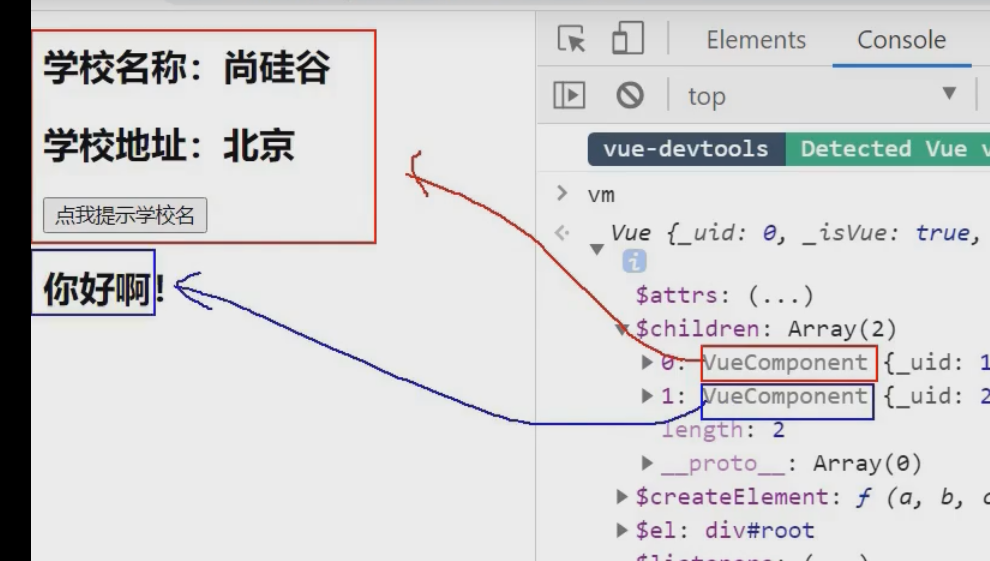 学校名称：尚硅谷
学校地址：北京
点我提示学校名
你好啊！
Elements Console
top
vue-devtools Detected Vue v
> vm
Vue {_uid: 0, _isVue: true,
i
$attrs: (...)
$children: Array(2)
0: VueComponent {_uid: 1
1: VueComponent {_uid: 2
length: 2
__proto__: Array(0)
$createElement: ƒ (a, b, c
$el: div#root
$listeners: (...)